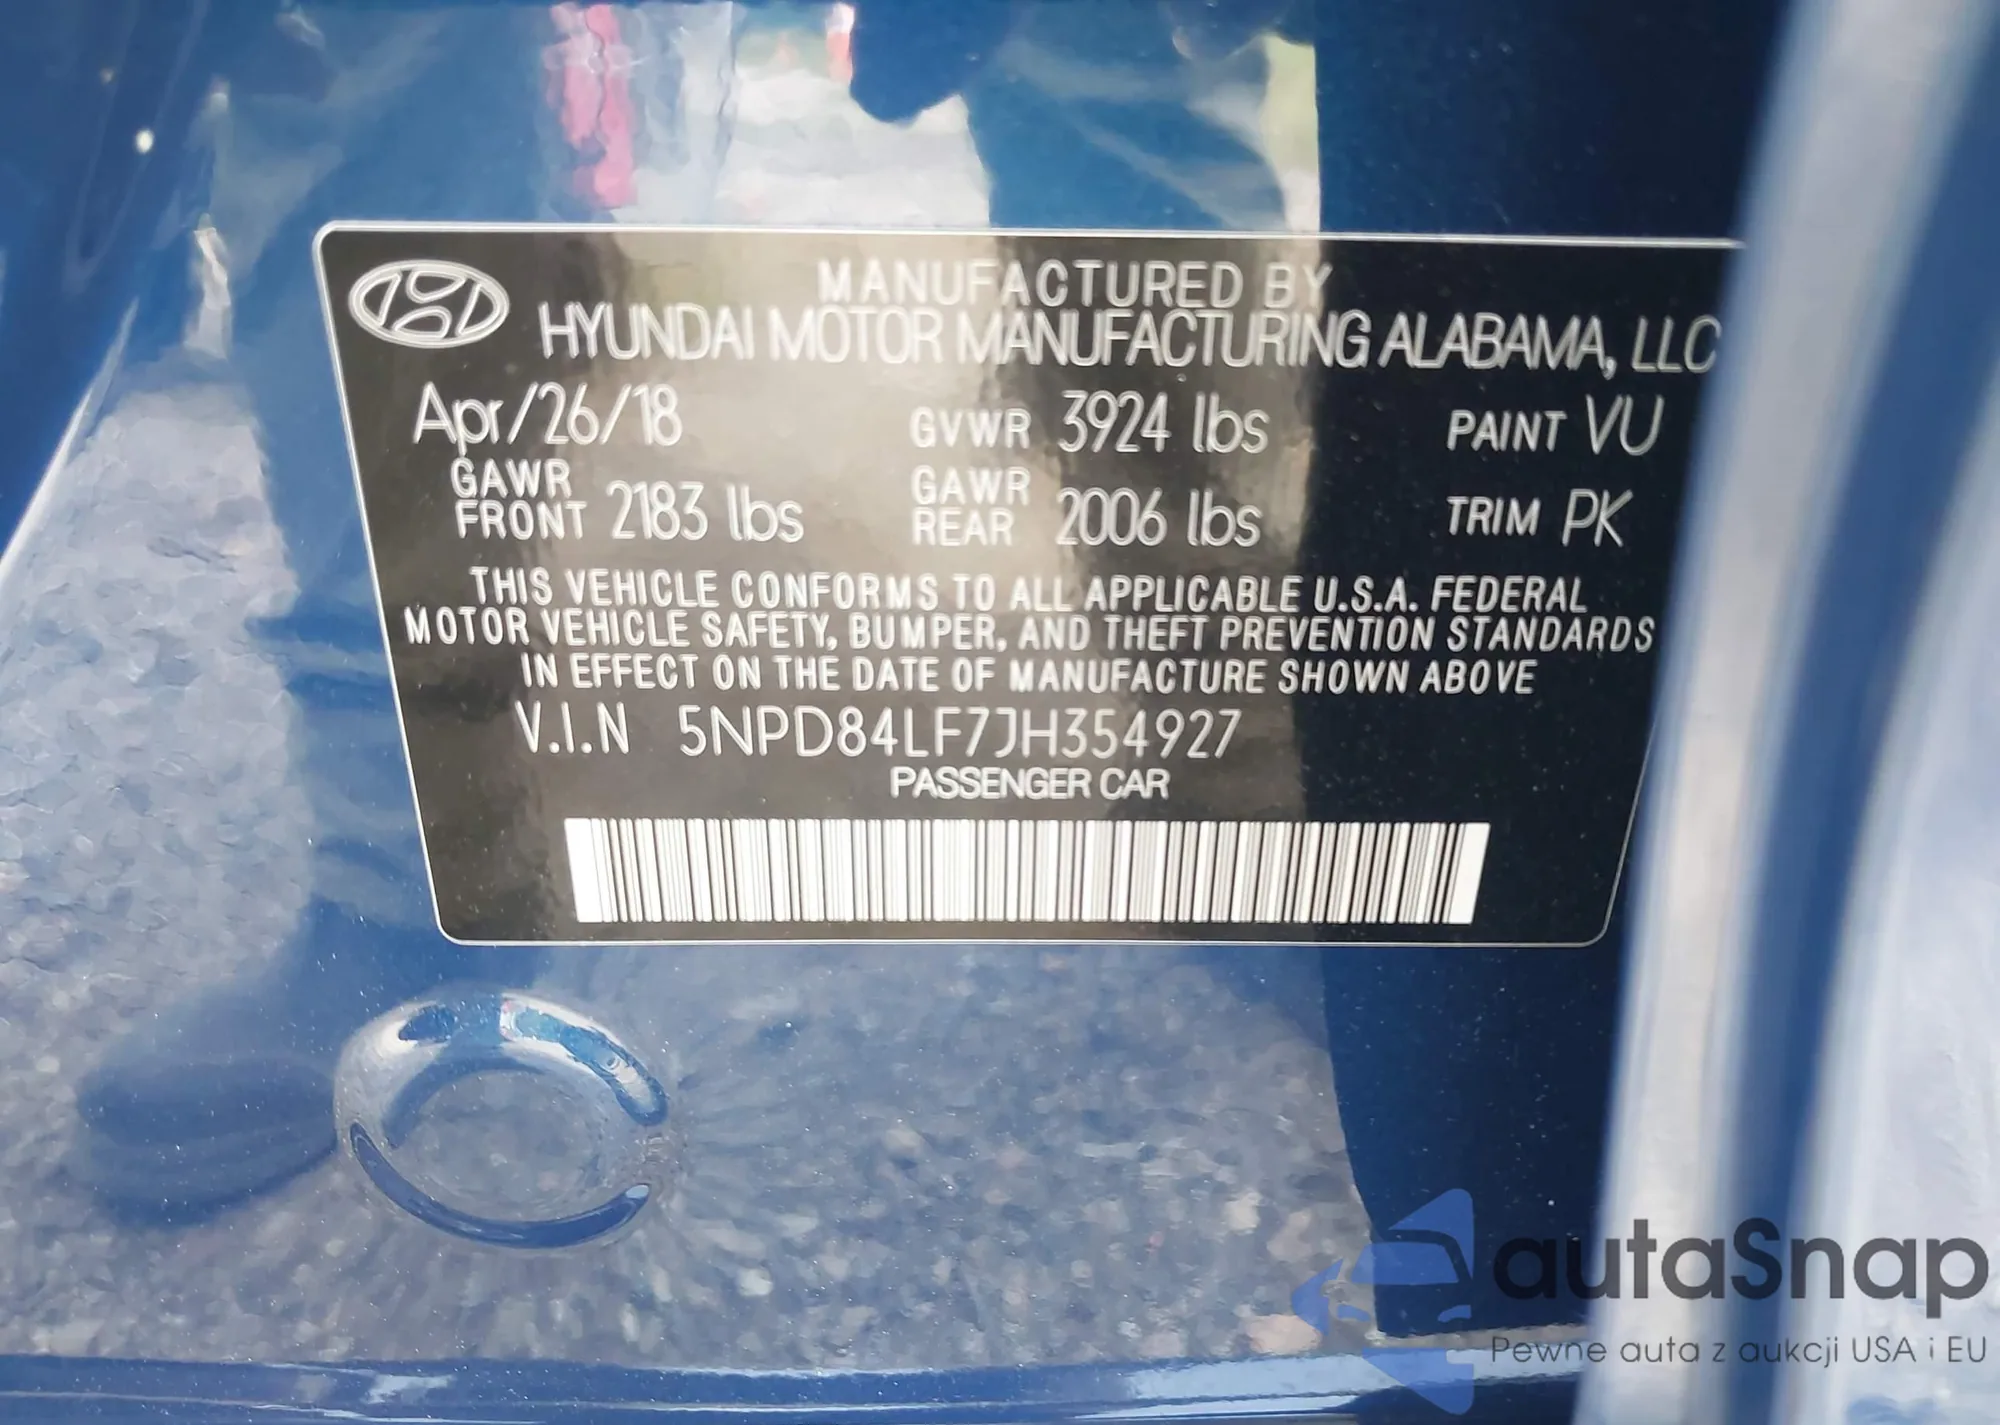 MANUFACTURED BY
HYUNDAI MOTOR MANUFACTURING ALABAMA, LLC
Apr/26/18 GVWR 3924 lbs PAINT VU
GAWR FRONT 2183 lbs GAWR REAR 2006 lbs TRIM PK
THIS VEHICLE CONFORMS TO ALL APPLICABLE U.S.A. FEDERAL
MOTOR VEHICLE SAFETY, BUMPER, AND THEFT PREVENTION STANDARDS
IN EFFECT ON THE DATE OF MANUFACTURE SHOWN ABOVE
V.I.N 5NPD84LF7JH354927
PASSENGER CAR
autaSnap
Pewne auta z aukcji USA i EU